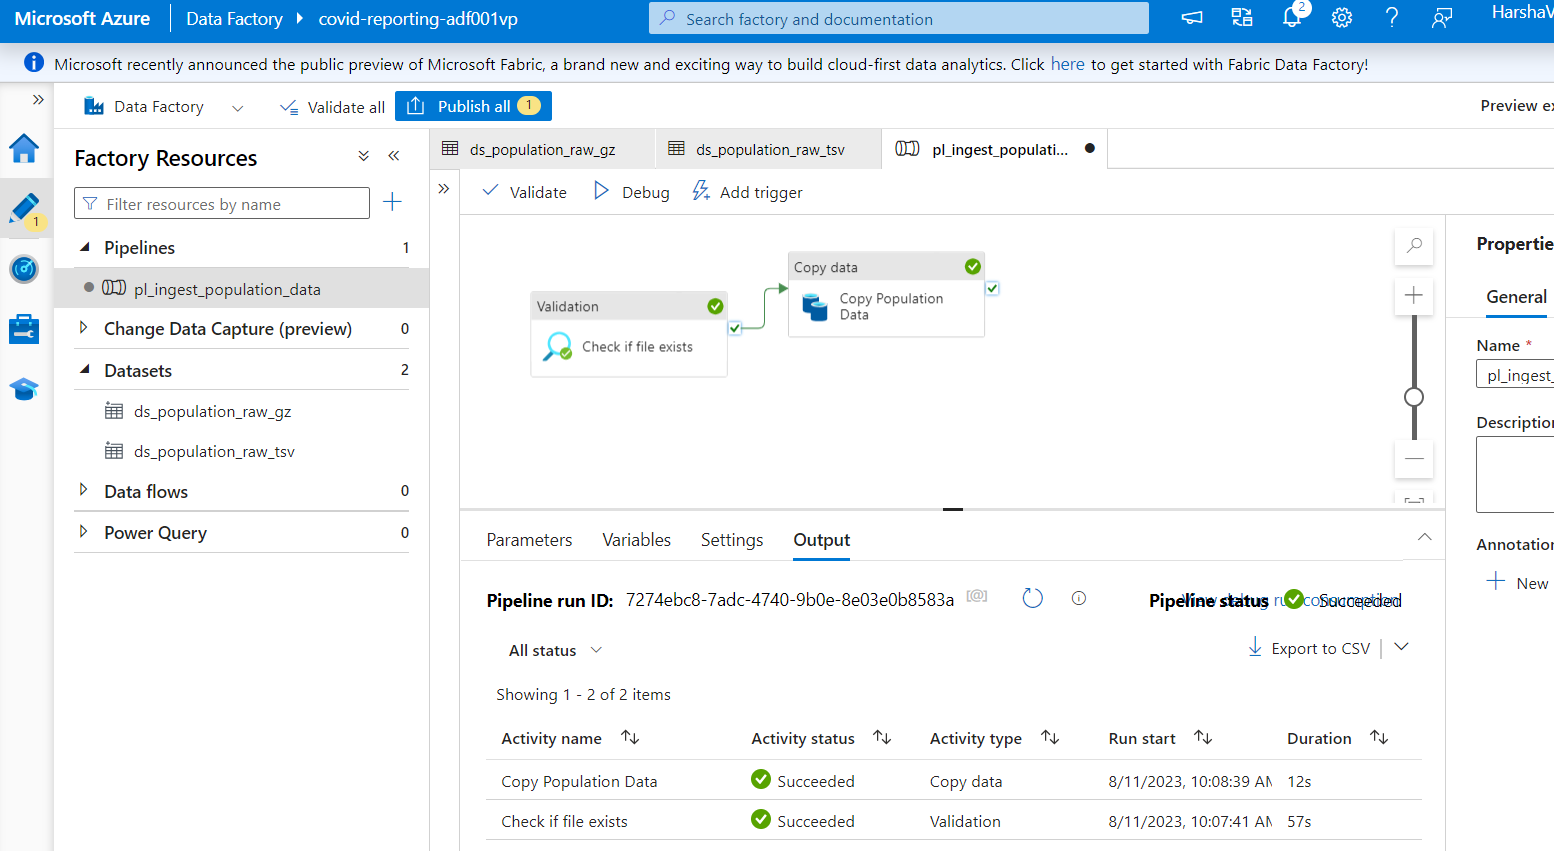 Microsoft Azure Data Factory covid-reporting-adf001vp Search factory and documentation 2 HarshaV
Microsoft recently announced the public preview of Microsoft Fabric, a brand new and exciting way to build cloud-first data analytics. Click here to get started with Fabric Data Factory!
Data Factory Validate all Publish all 1 Preview ex
Factory Resources
1
Filter resources by name
Pipelines 1
pl_ingest_population_data
Change Data Capture (preview) 0
Datasets 2
ds_population_raw_gz
ds_population_raw_tsv
Data flows 0
Power Query 0
ds_population_raw_gz ds_population_raw_tsv pl_ingest_populati...
Validate Debug Add trigger
Validation
Check if file exists
Copy data
Copy Population
Data
Propertie
General
Name *
pl_ingest_
Description
Annotation
New
Parameters Variables Settings Output
Pipeline run ID: 7274ebc8-7adc-4740-9b0e-8e03e0b8583a [@] Pipeline status Succeeded
View debug run consumption
All status Export to CSV
Showing 1 - 2 of 2 items
Activity name Activity status Activity type Run start Duration
Copy Population Data Succeeded Copy data 8/11/2023, 10:08:39 AM 12s
Check if file exists Succeeded Validation 8/11/2023, 10:07:41 AM 57s